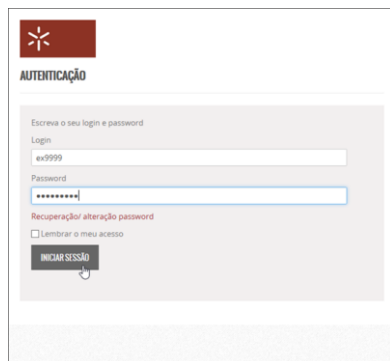 AUTENTICAÇÃO
Escreva o seu login e password
Login
ex9999
Password
•••••••••
Recuperação/ alteração password
Lembrar o meu acesso
INICIAR SESSÃO